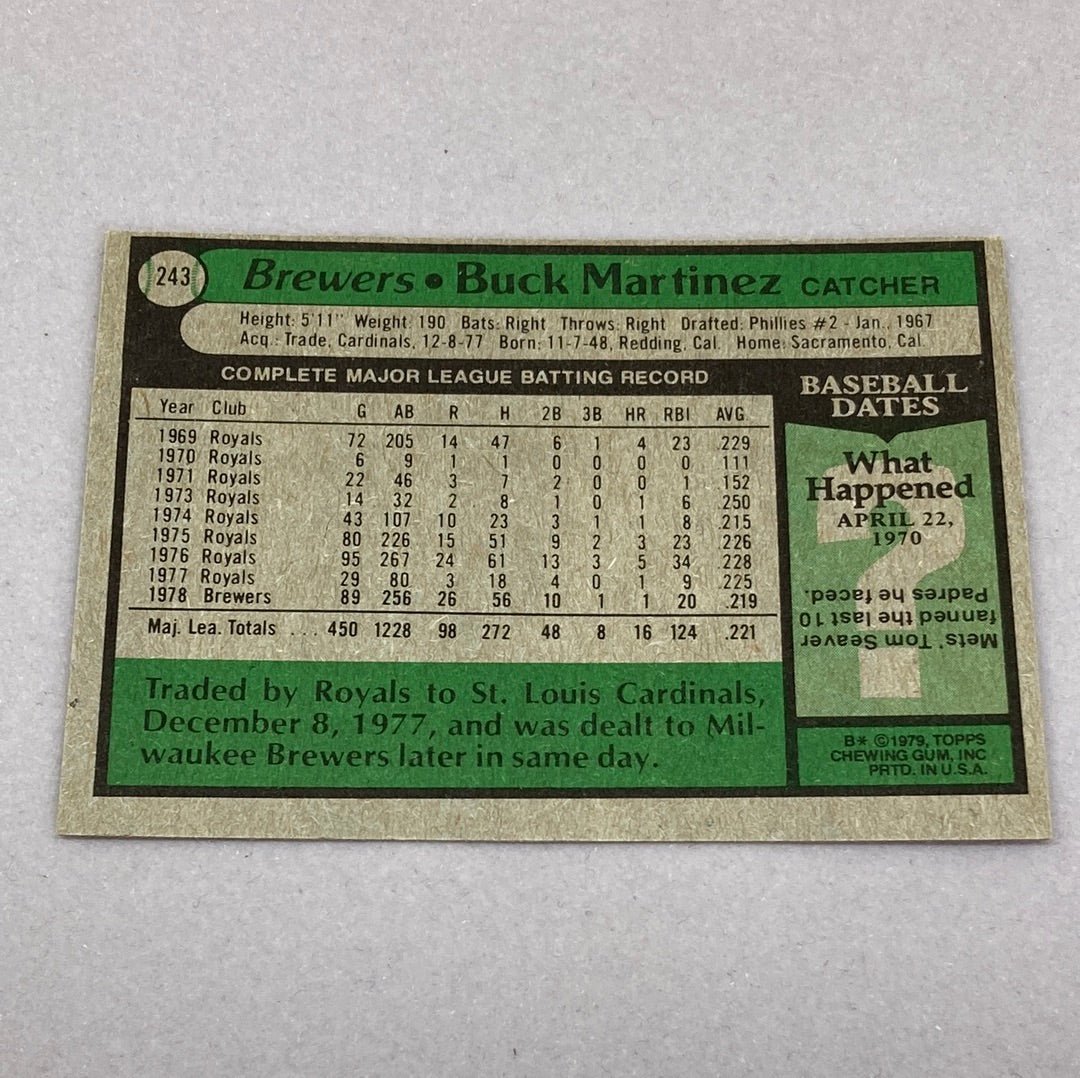 243
Brewers • Buck Martinez CATCHER
Height: 5'11" Weight: 190 Bats: Right Throws: Right Drafted: Phillies #2 - Jan., 1967
Acq.: Trade, Cardinals, 12-8-77 Born: 11-7-48, Redding, Cal. Home: Sacramento, Cal.
COMPLETE MAJOR LEAGUE BATTING RECORD
Year Club G AB R H 2B 3B HR RBI AVG.
1969 Royals 72 205 14 47 6 1 4 23 .229
1970 Royals 6 9 1 1 0 0 0 0 .111
1971 Royals 22 46 3 7 2 0 0 1 .152
1973 Royals 14 32 2 8 1 0 1 6 .250
1974 Royals 43 107 10 23 3 1 1 8 .215
1975 Royals 80 226 15 51 9 2 3 23 .226
1976 Royals 95 267 24 61 13 3 5 34 .228
1977 Royals 29 80 3 18 4 0 1 9 .225
1978 Brewers 89 256 26 56 10 1 1 20 .219
Maj. Lea. Totals ... 450 1228 98 272 48 8 16 124 .221
Traded by Royals to St. Louis Cardinals,
December 8, 1977, and was dealt to Mil-
waukee Brewers later in same day.
BASEBALL
DATES
What
Happened
APRIL 22,
1970
Mets' Tom Seaver
fanned the last 10
Padres he faced.
B* ©1979, TOPPS
CHEWING GUM, INC
PRTD. IN U.S.A.